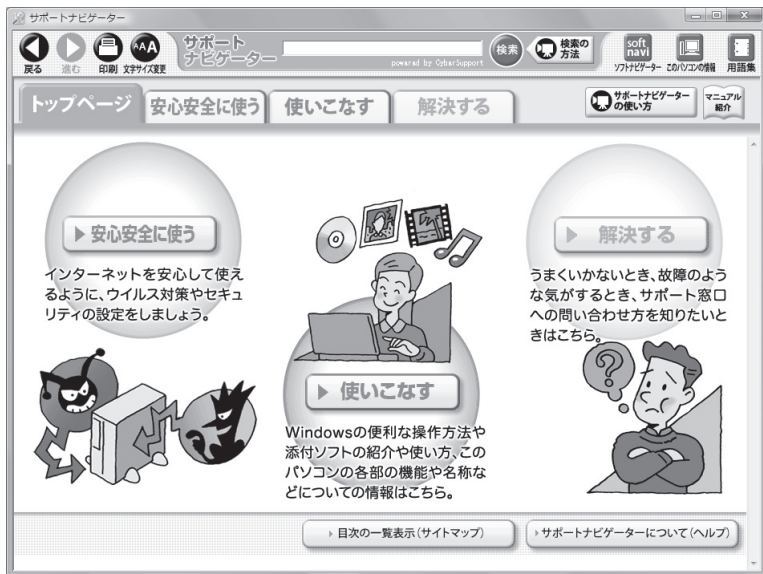 サポートナビゲーター
戻る 進む 印刷 文字サイズ変更
サポート
ナビゲーター
powered by CyberSupport
検索
検索の
方法
soft
navi
ソフトナビゲーター このパソコンの情報 用語集
トップページ 安心安全に使う 使いこなす 解決する
サポートナビゲーター
の使い方
マニュアル
紹介
安心安全に使う
インターネットを安心して使え
るように、ウイルス対策やセキュ
リティの設定をしましょう。
使いこなす
Windowsの便利な操作方法や
添付ソフトの紹介や使い方、この
パソコンの各部の機能や名称な
どについての情報はこちら。
解決する
うまくいかないとき、故障のよう
な気がするとき、サポート窓口
への問い合わせ方を知りたいと
きはこちら。
?
目次の一覧表示(サイトマップ)
サポートナビゲーターについて(ヘルプ)